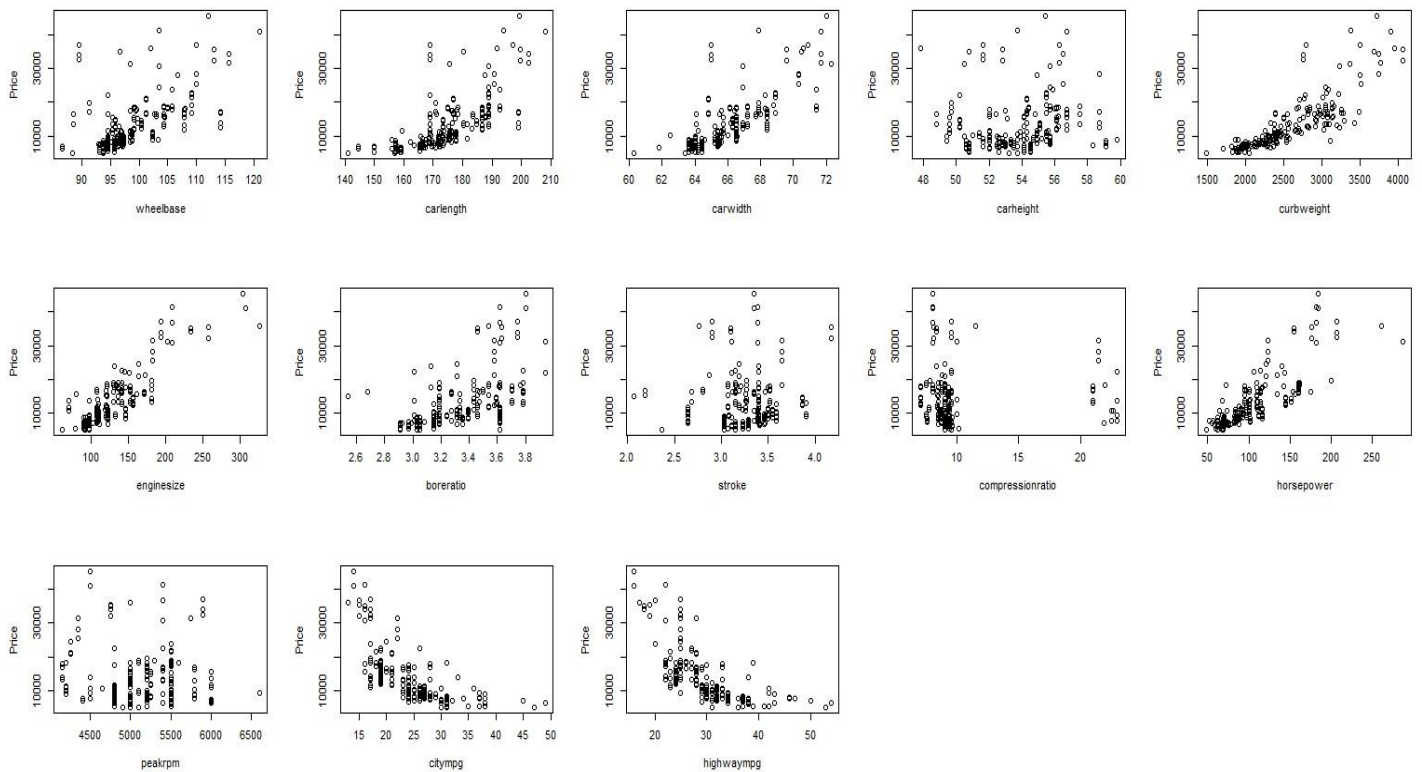 Price
10000 30000
90 95 100 105 110 115 120
wheelbase
Price
10000 30000
140 150 160 170 180 190 200 210
carlength
Price
10000 30000
60 62 64 66 68 70 72
carwidth
Price
10000 30000
48 50 52 54 56 58 60
carheight
Price
10000 30000
1500 2000 2500 3000 3500 4000
curbweight
Price
10000 30000
100 150 200 250 300
enginesize
Price
10000 30000
2.6 2.8 3.0 3.2 3.4 3.6 3.8
boreratio
Price
10000 30000
2.0 2.5 3.0 3.5 4.0
stroke
Price
10000 30000
10 15 20
compressionratio
Price
10000 30000
50 100 150 200 250
horsepower
Price
10000 30000
4500 5000 5500 6000 6500
peakrpm
Price
10000 30000
15 20 25 30 35 40 45 50
citympg
Price
10000 30000
20 30 40 50
highwaympg